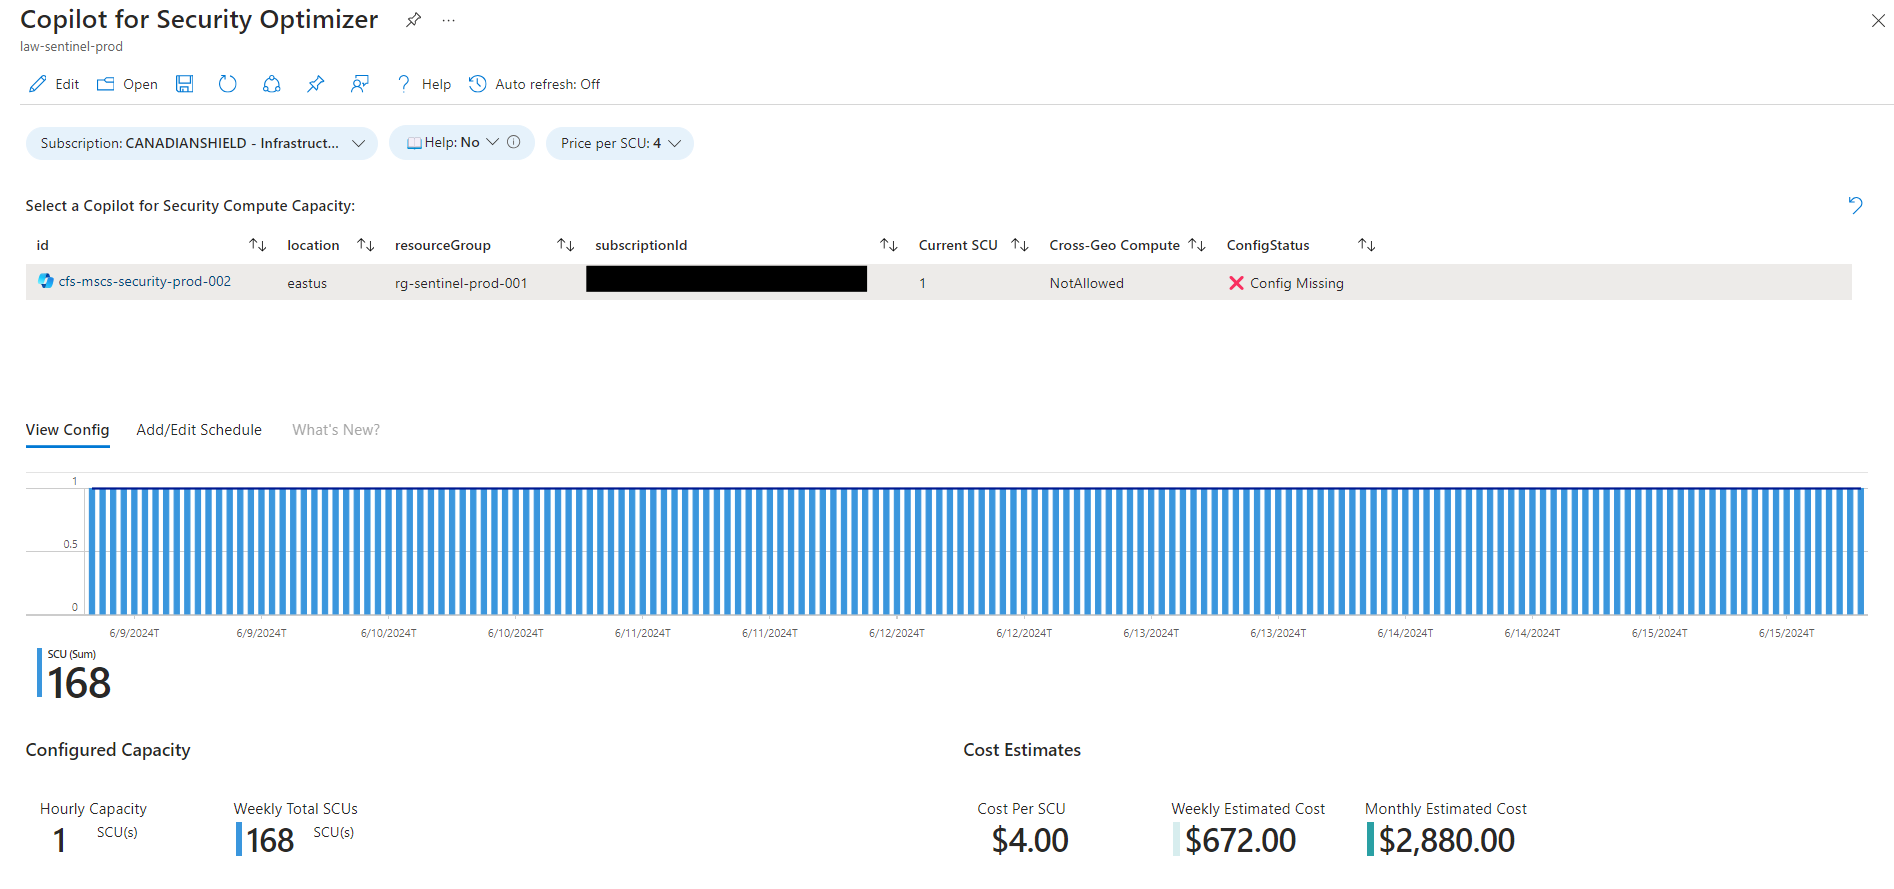 Copilot for Security Optimizer
law-sentinel-prod
Edit Open Help Auto refresh: Off
Subscription: CANADIANSHIELD - Infrastruct... Help: No Price per SCU: 4
Select a Copilot for Security Compute Capacity:
id location resourceGroup subscriptionId Current SCU Cross-Geo Compute ConfigStatus
cfs-mscs-security-prod-002 eastus rg-sentinel-prod-001 1 NotAllowed Config Missing
View Config Add/Edit Schedule What's New?
1
0.5
0
6/9/2024T 6/9/2024T 6/10/2024T 6/10/2024T 6/11/2024T 6/11/2024T 6/12/2024T 6/12/2024T 6/13/2024T 6/13/2024T 6/14/2024T 6/14/2024T 6/15/2024T 6/15/2024T
SCU (Sum)
168
Configured Capacity Cost Estimates
Hourly Capacity Weekly Total SCUs Cost Per SCU Weekly Estimated Cost Monthly Estimated Cost
1 SCU(s) 168 SCU(s) $4.00 $672.00 $2,880.00